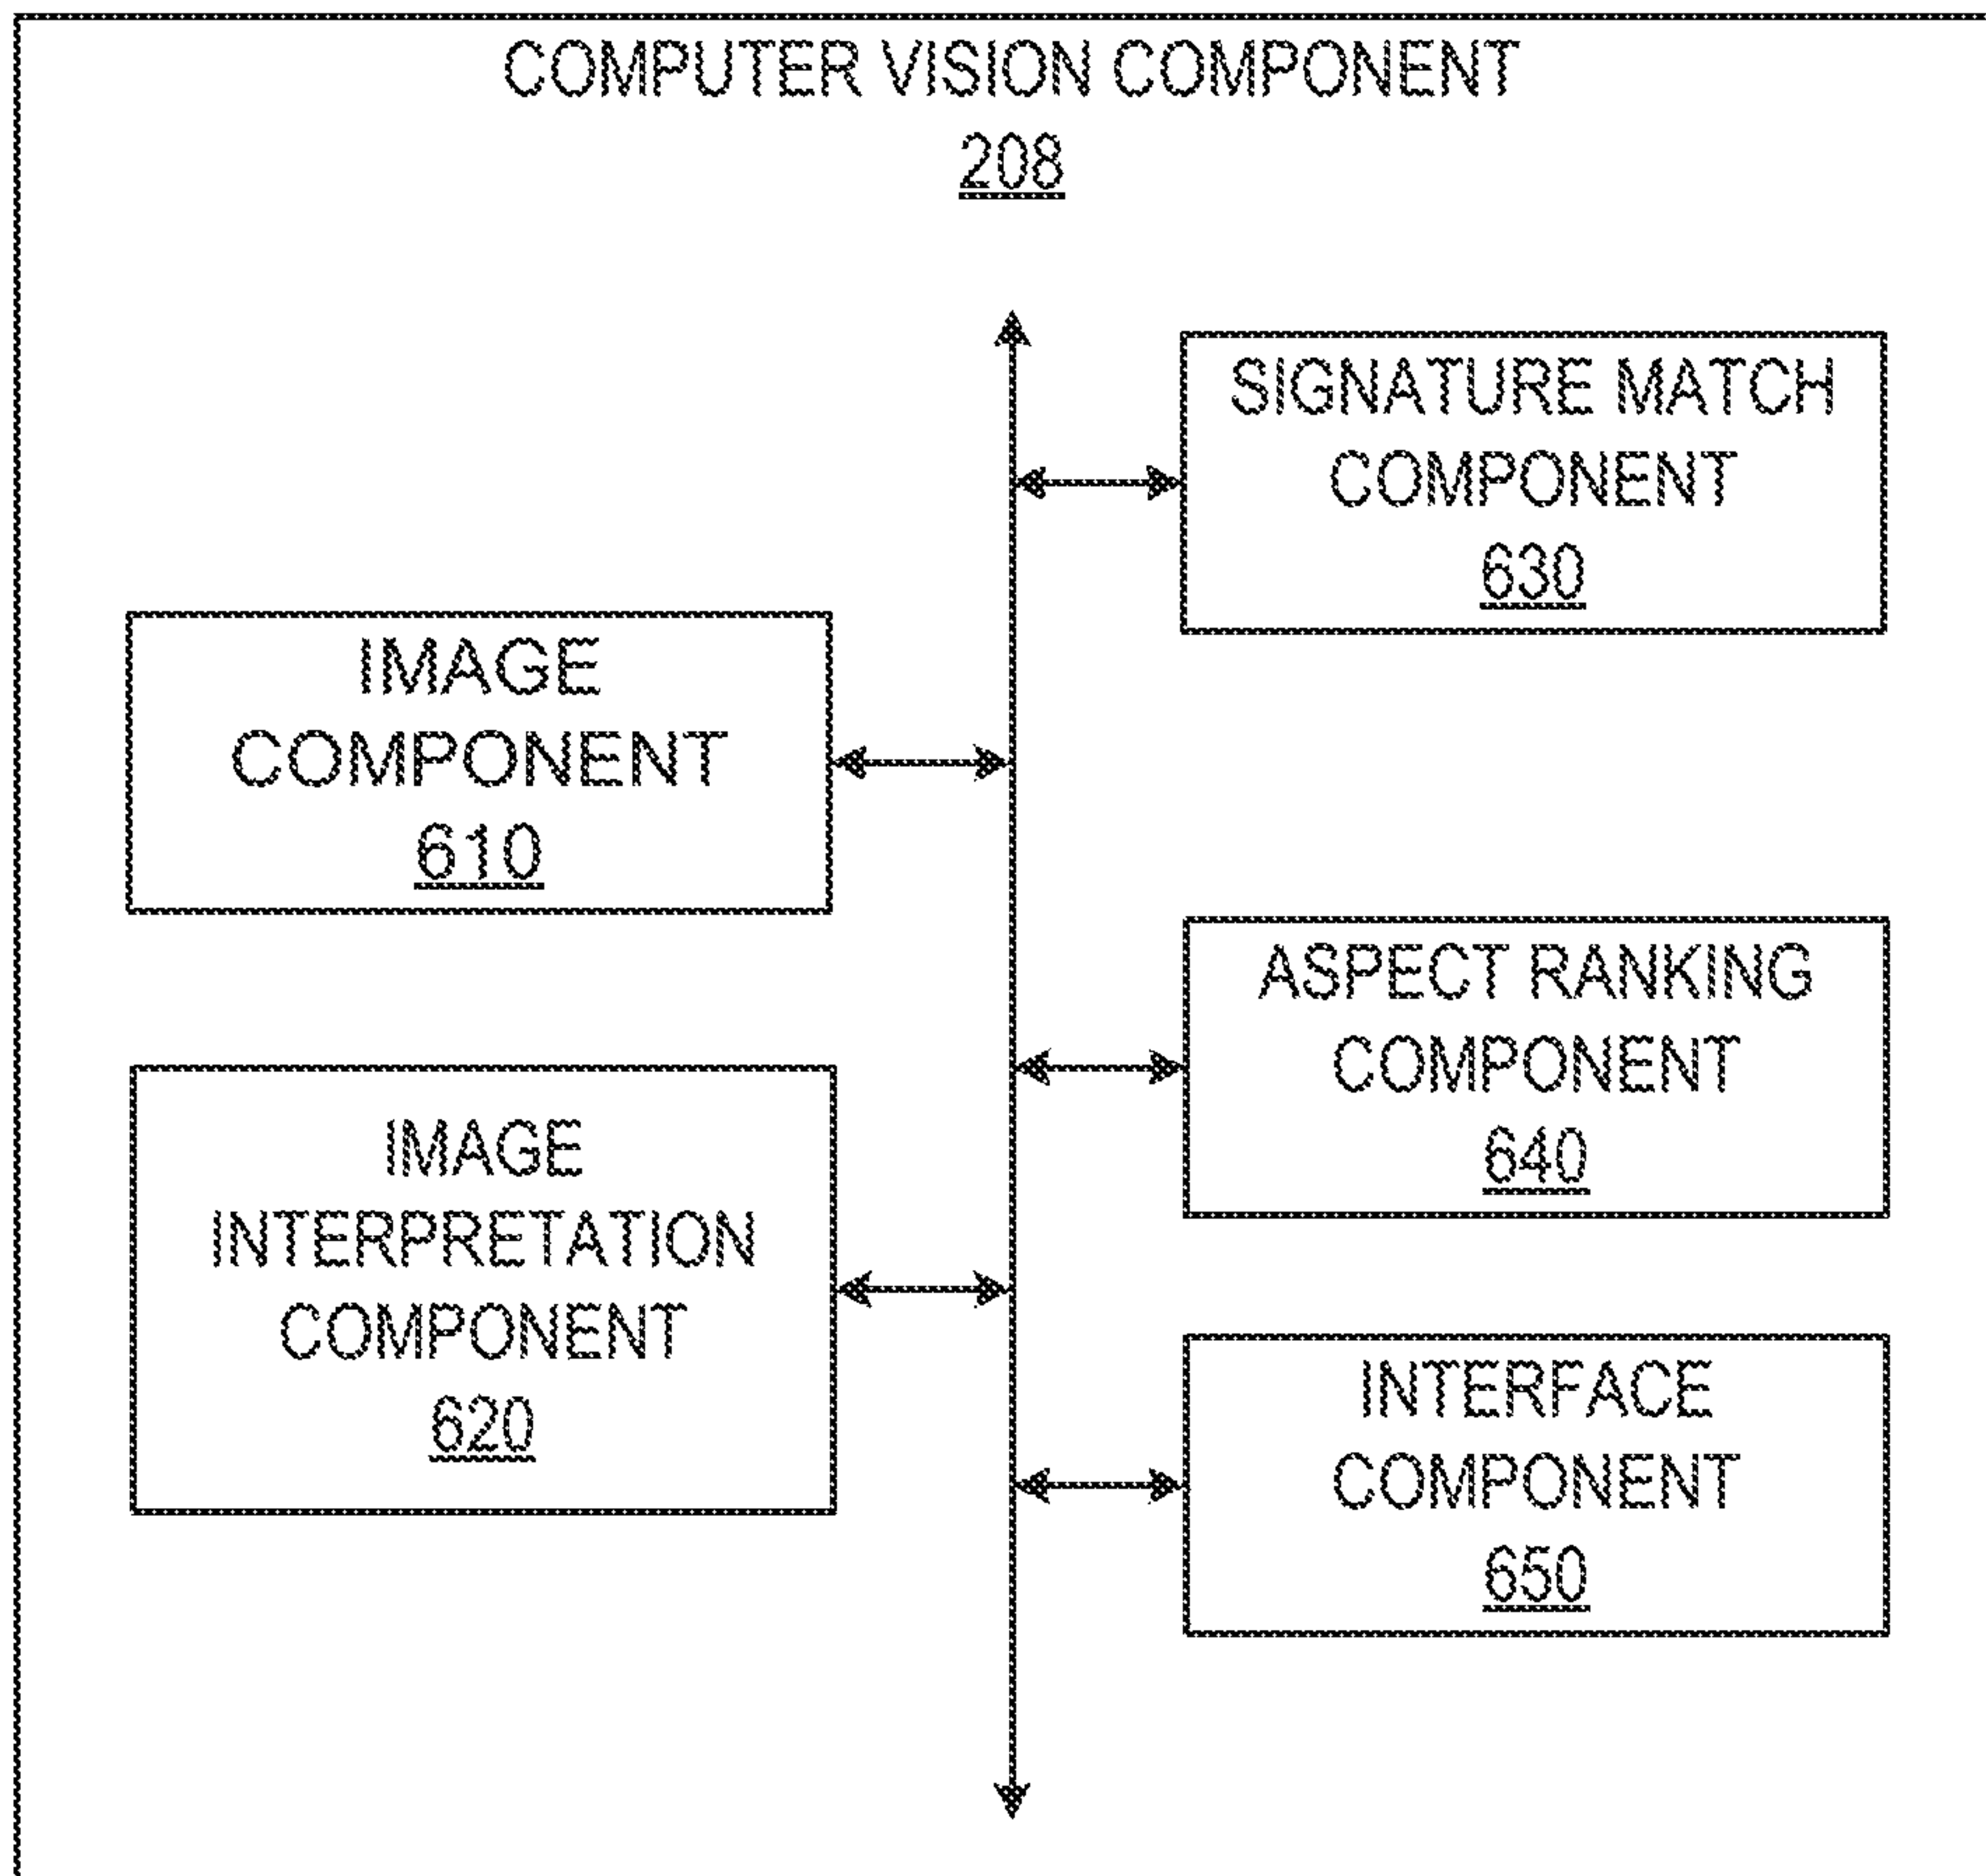 COMPUTER VISION COMPONENT
208
SIGNATURE MATCH
COMPONENT
630
IMAGE
COMPONENT
610
ASPECT RANKING
COMPONENT
640
IMAGE
INTERPRETATION
COMPONENT
620
INTERFACE
COMPONENT
650